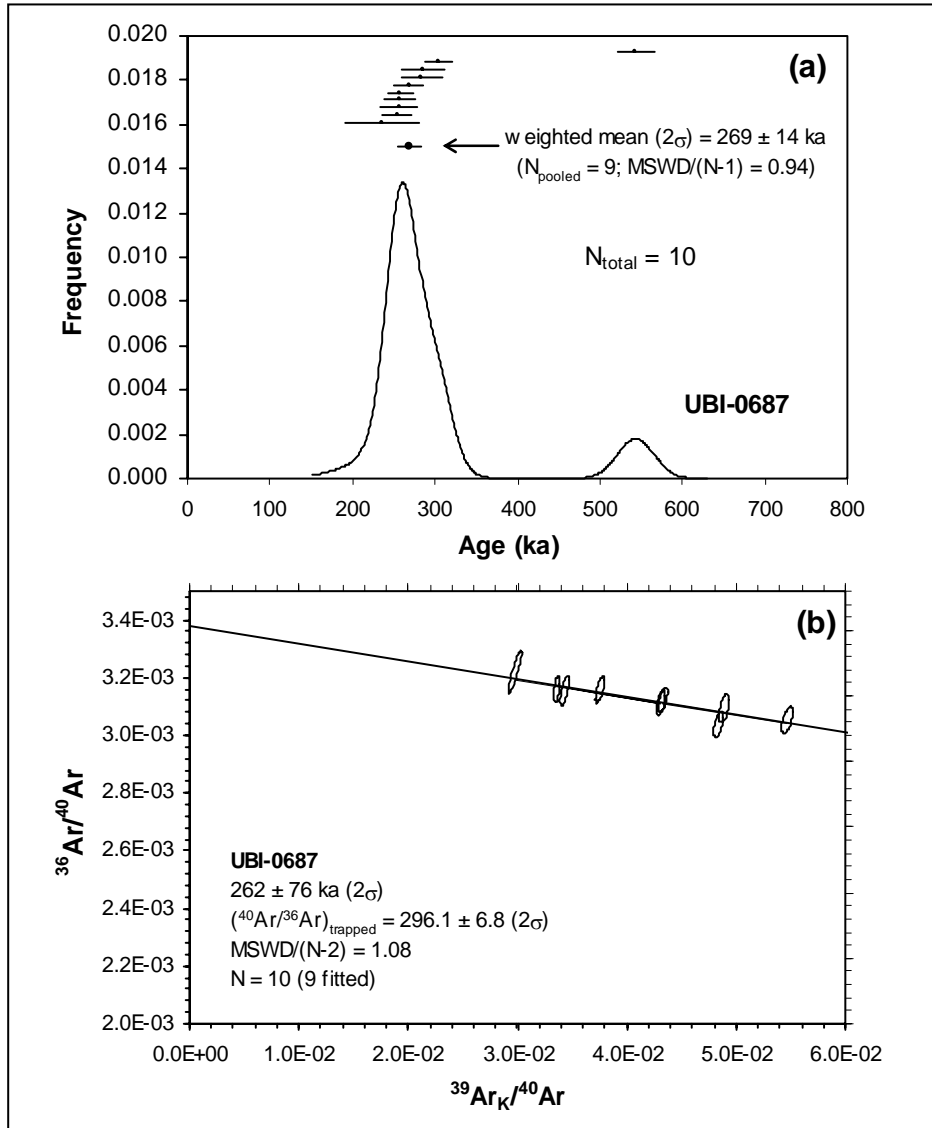 (a)
0.020
0.018
0.016
0.014
0.012
0.010
0.008
0.006
0.004
0.002
0.000
Frequency
weighted mean (2σ) = 269 ± 14 ka
(Npooled = 9; MSWD/(N-1) = 0.94)
Ntotal = 10
UBI-0687
0 100 200 300 400 500 600 700 800
Age (ka)
(b)
3.4E-03
3.2E-03
3.0E-03
2.8E-03
2.6E-03
2.4E-03
2.2E-03
2.0E-03
³⁶Ar/⁴⁰Ar
UBI-0687
262 ± 76 ka (2σ)
(⁴⁰Ar/³⁶Ar)trapped = 296.1 ± 6.8 (2σ)
MSWD/(N-2) = 1.08
N = 10 (9 fitted)
0.0E+00 1.0E-02 2.0E-02 3.0E-02 4.0E-02 5.0E-02 6.0E-02
³⁹ArK/⁴⁰Ar